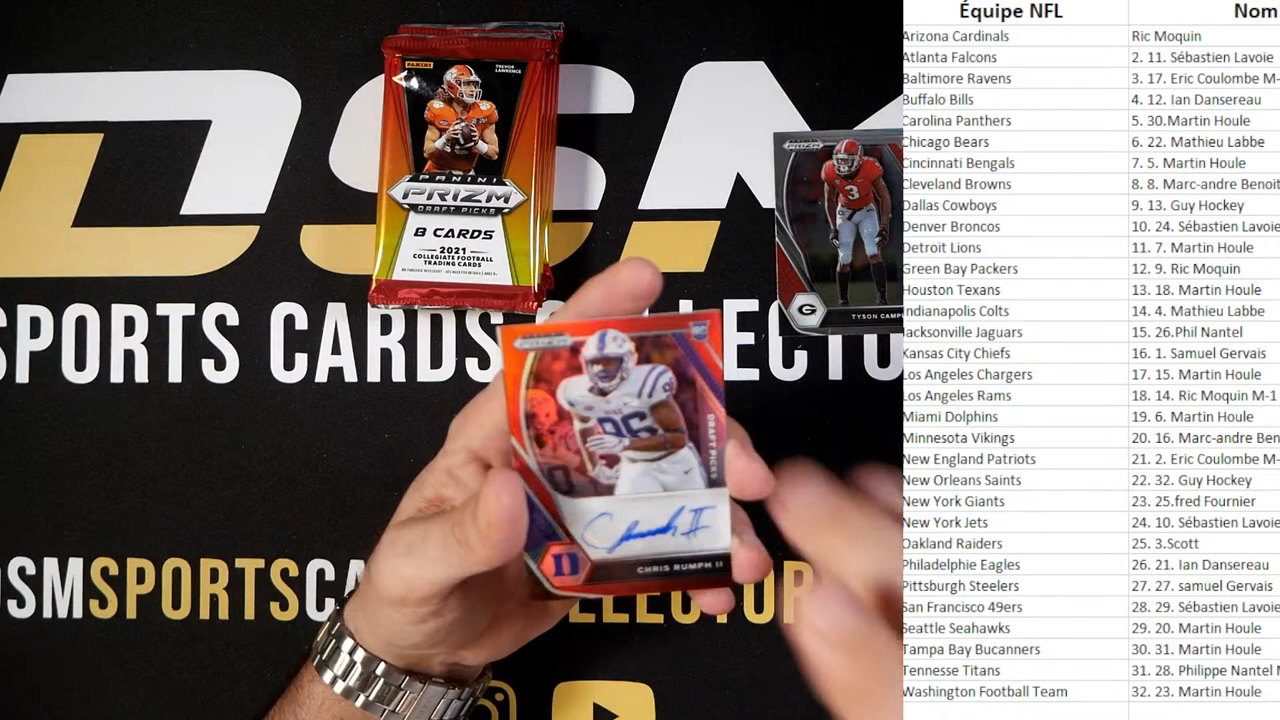 DSM
SPORTS CARDS
LLECTO
DSMSPORTSCA
LLECTOR
PANINI
TREVOR
LAWRENCE
PANINI
PRIZM
DRAFT PICKS
8 CARDS
2021
COLLEGIATE FOOTBALL
TRADING CARDS
PRIZM
3
G
TYSON CAMP
PRIZM
DUKE
96
DRAFT PICKS
D
CHRIS RUMPH II
Équipe NFL Nom
Arizona Cardinals Ric Moquin
Atlanta Falcons 2. 11. Sébastien Lavoie
Baltimore Ravens 3. 17. Eric Coulombe M-
Buffalo Bills 4. 12. Ian Dansereau
Carolina Panthers 5. 30.Martin Houle
Chicago Bears 6. 22. Mathieu Labbe
Cincinnati Bengals 7. 5. Martin Houle
Cleveland Browns 8. 8. Marc-andre Benoit
Dallas Cowboys 9. 13. Guy Hockey
Denver Broncos 10. 24. Sébastien Lavoie
Detroit Lions 11. 7. Martin Houle
Green Bay Packers 12. 9. Ric Moquin
Houston Texans 13. 18. Martin Houle
Indianapolis Colts 14. 4. Mathieu Labbe
Jacksonville Jaguars 15. 26.Phil Nantel
Kansas City Chiefs 16. 1. Samuel Gervais
Los Angeles Chargers 17. 15. Martin Houle
Los Angeles Rams 18. 14. Ric Moquin M-1
Miami Dolphins 19. 6. Martin Houle
Minnesota Vikings 20. 16. Marc-andre Ben
New England Patriots 21. 2. Eric Coulombe M-
New Orleans Saints 22. 32. Guy Hockey
New York Giants 23. 25.fred Fournier
New York Jets 24. 10. Sébastien Lavoie
Oakland Raiders 25. 3.Scott
Philadelphie Eagles 26. 21. Ian Dansereau
Pittsburgh Steelers 27. 27. samuel Gervais
San Francisco 49ers 28. 29. Sébastien Lavoie
Seattle Seahawks 29. 20. Martin Houle
Tampa Bay Bucanners 30. 31. Martin Houle
Tennesse Titans 31. 28. Philippe Nantel M
Washington Football Team 32. 23. Martin Houle